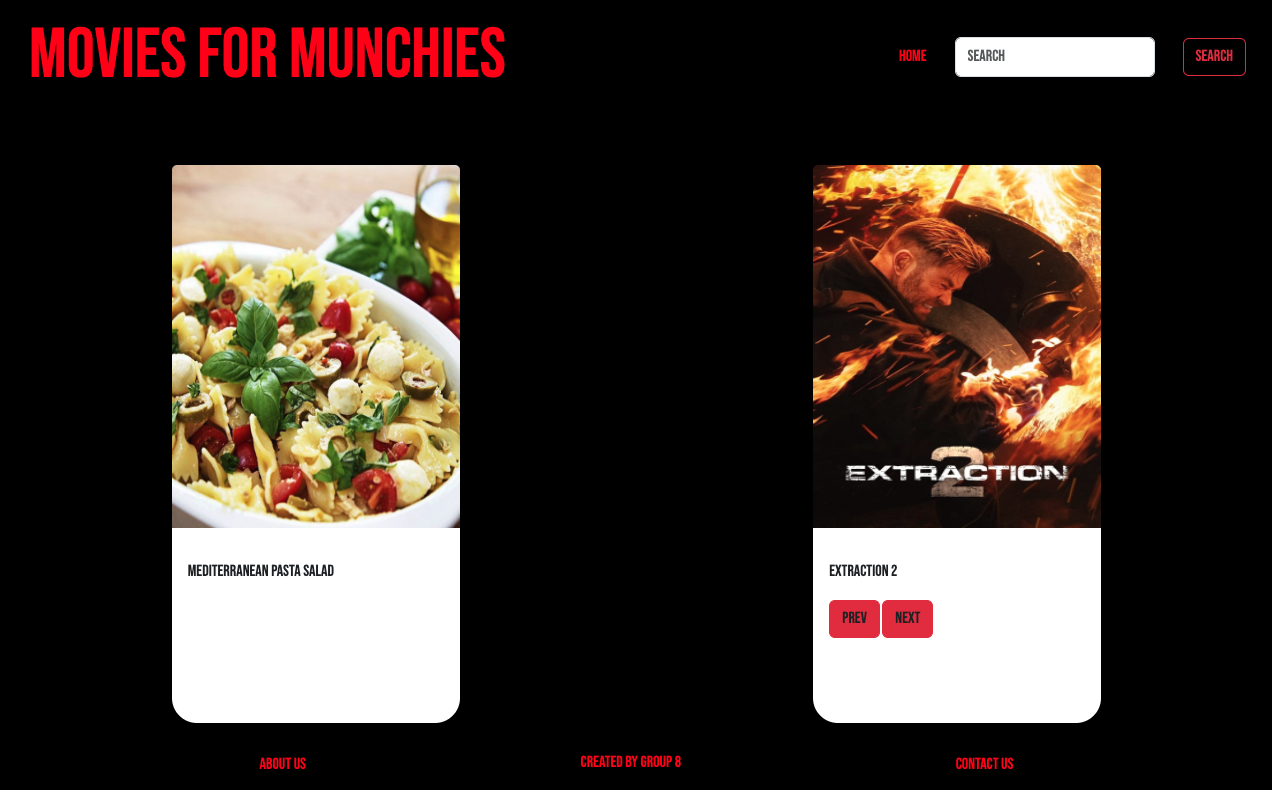 MOVIES FOR MUNCHIES
HOME
SEARCH
SEARCH
EXTRACTION 2
MEDITERRANEAN PASTA SALAD
EXTRACTION 2
PREV
NEXT
ABOUT US
CREATED BY GROUP 8
CONTACT US